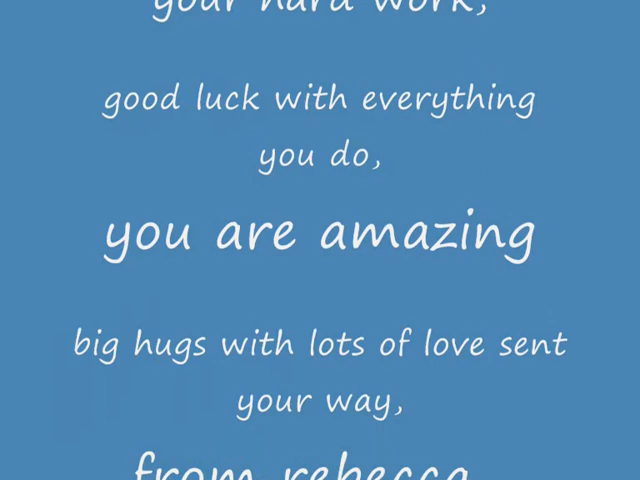 your hard work,
good luck with everything
you do,
you are amazing
big hugs with lots of love sent
your way,
from rebecca